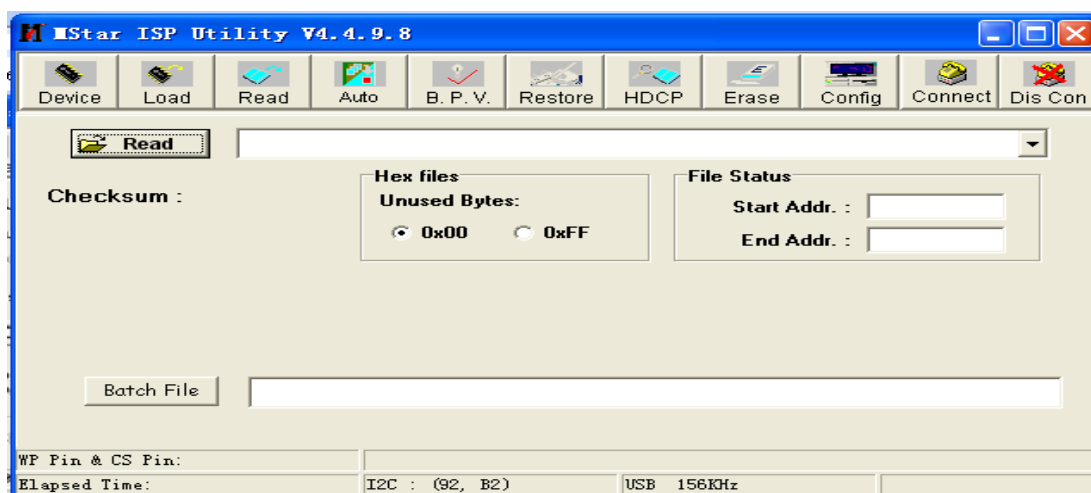 MStar ISP Utility V4.4.9.8
Device Load Read Auto B.P.V. Restore HDCP Erase Config Connect Dis Con
Read
Checksum :
Hex files
Unused Bytes:
0x00 0xFF
File Status
Start Addr. :
End Addr. :
Batch File
WP Pin & CS Pin:
Elapsed Time: I2C : (92, B2) USB 156KHz